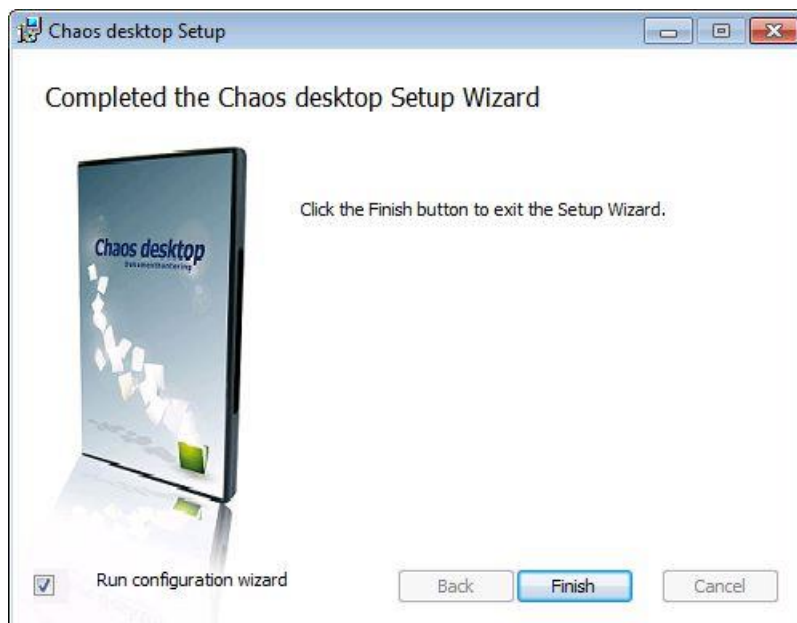 Chaos desktop Setup
Completed the Chaos desktop Setup Wizard
Click the Finish button to exit the Setup Wizard.
Chaos desktop
Dokumenthantering
Run configuration wizard
Back
Finish
Cancel